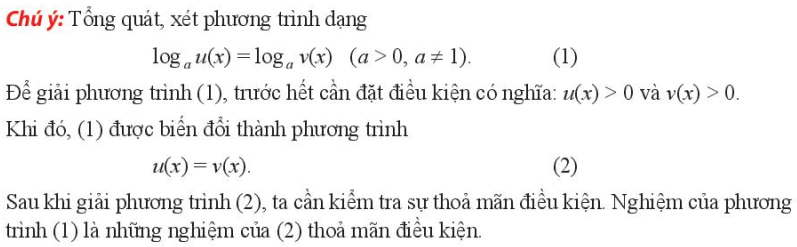 Chú ý: Tổng quát, xét phương trình dạng
logₐ u(x) = logₐ v(x) (a > 0, a ≠ 1). (1)
Để giải phương trình (1), trước hết cần đặt điều kiện có nghĩa: u(x) > 0 và v(x) > 0.
Khi đó, (1) được biến đổi thành phương trình
u(x) = v(x). (2)
Sau khi giải phương trình (2), ta cần kiểm tra sự thoả mãn điều kiện. Nghiệm của phương
trình (1) là những nghiệm của (2) thoả mãn điều kiện.